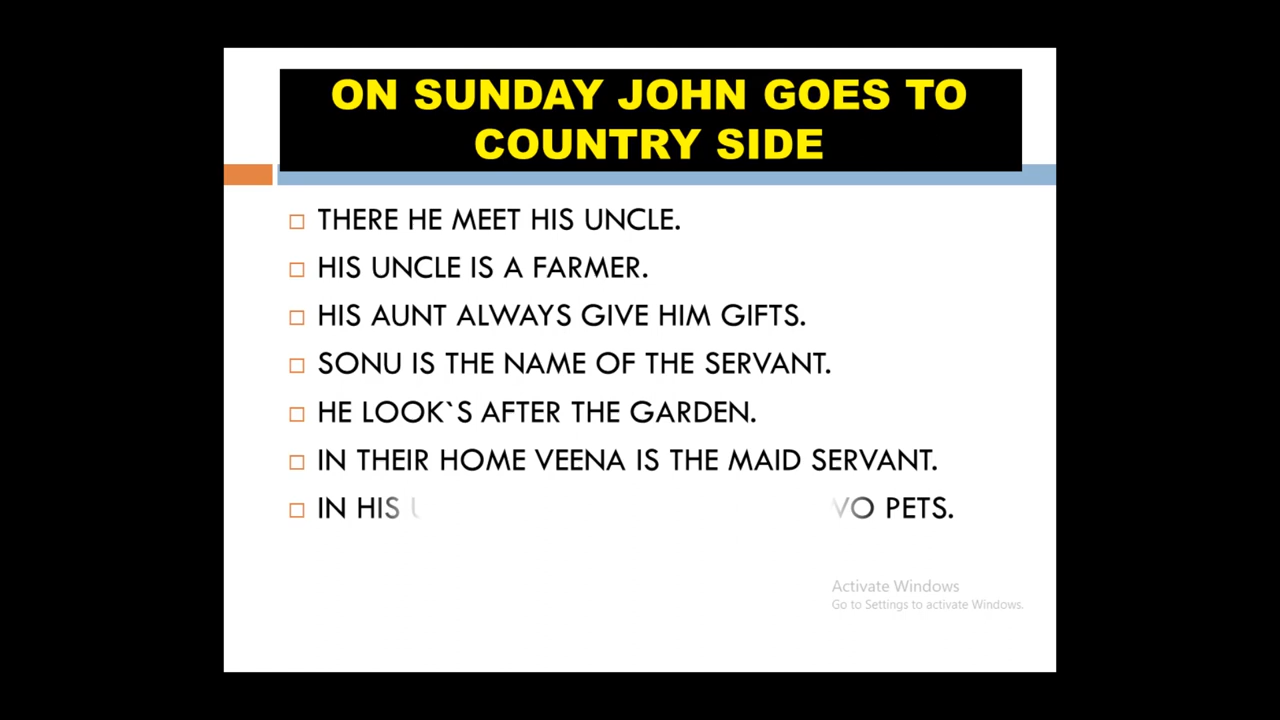 ON SUNDAY JOHN GOES TO
COUNTRY SIDE
THERE HE MEET HIS UNCLE.
HIS UNCLE IS A FARMER.
HIS AUNT ALWAYS GIVE HIM GIFTS.
SONU IS THE NAME OF THE SERVANT.
HE LOOK`S AFTER THE GARDEN.
IN THEIR HOME VEENA IS THE MAID SERVANT.
IN HIS PETS.
Activate Windows
Go to Settings to activate Windows.